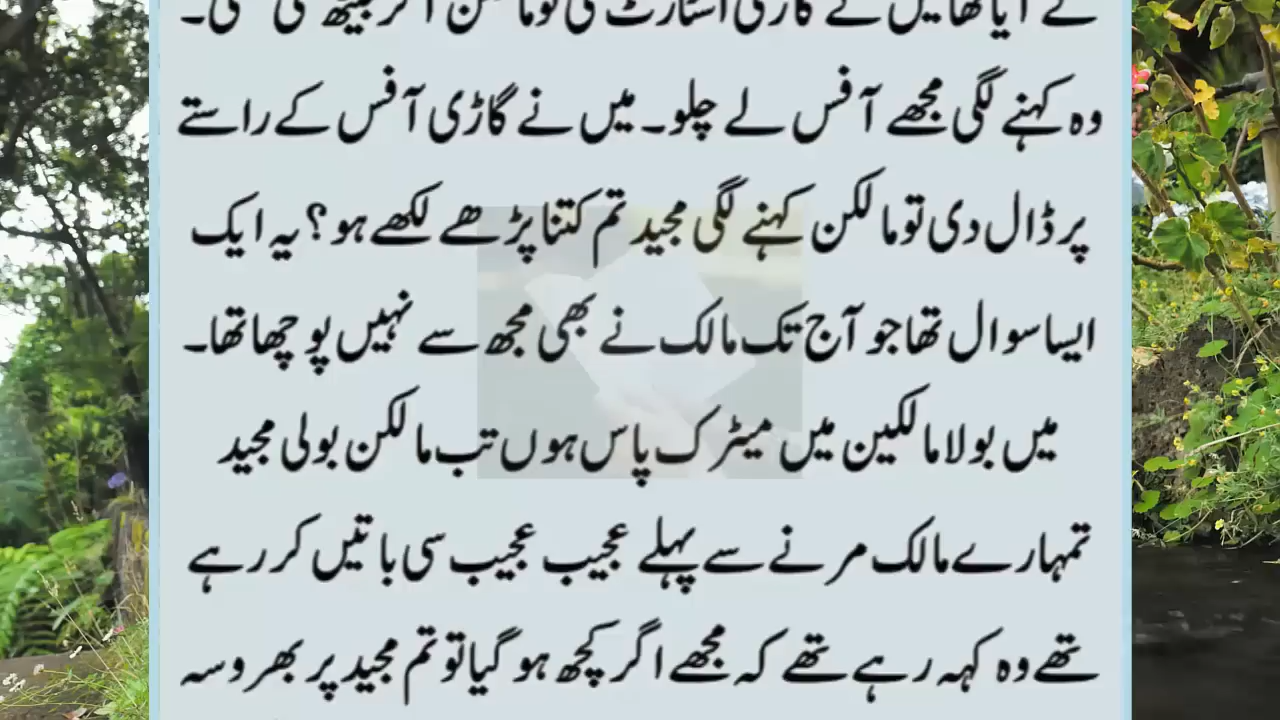 وہ کہنے لگی مجھے آفس لے چلو۔ میں نے گاڑی آفس کے راستے
پر ڈال دی تو مالکن کہنے لگی مجید تم کتنا پڑھے لکھے ہو؟ یہ ایک
ایسا سوال تھا جو آج تک مالک نے بھی مجھ سے نہیں پوچھا تھا۔
میں بولا مالکین میں میٹرک پاس ہوں تب مالکن بولی مجید
تمہارے مالک مرنے سے پہلے عجیب عجیب سی باتیں کر رہے
تھے وہ کہہ رہے تھے کہ مجھے اگر کچھ ہو گیا تو تم مجید پر بھروسہ